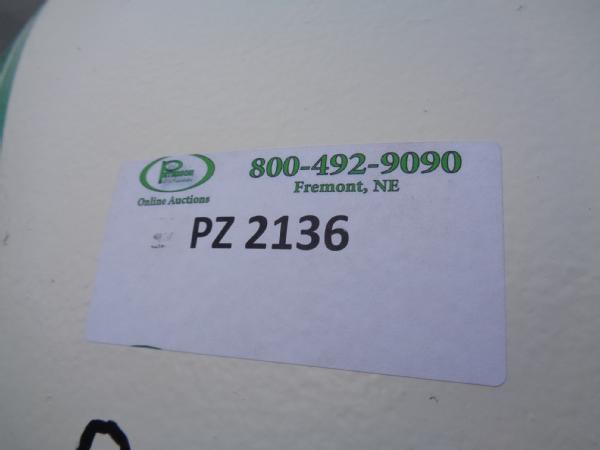 800-492-9090
Fremont, NE
Online Auctions
PZ 2136